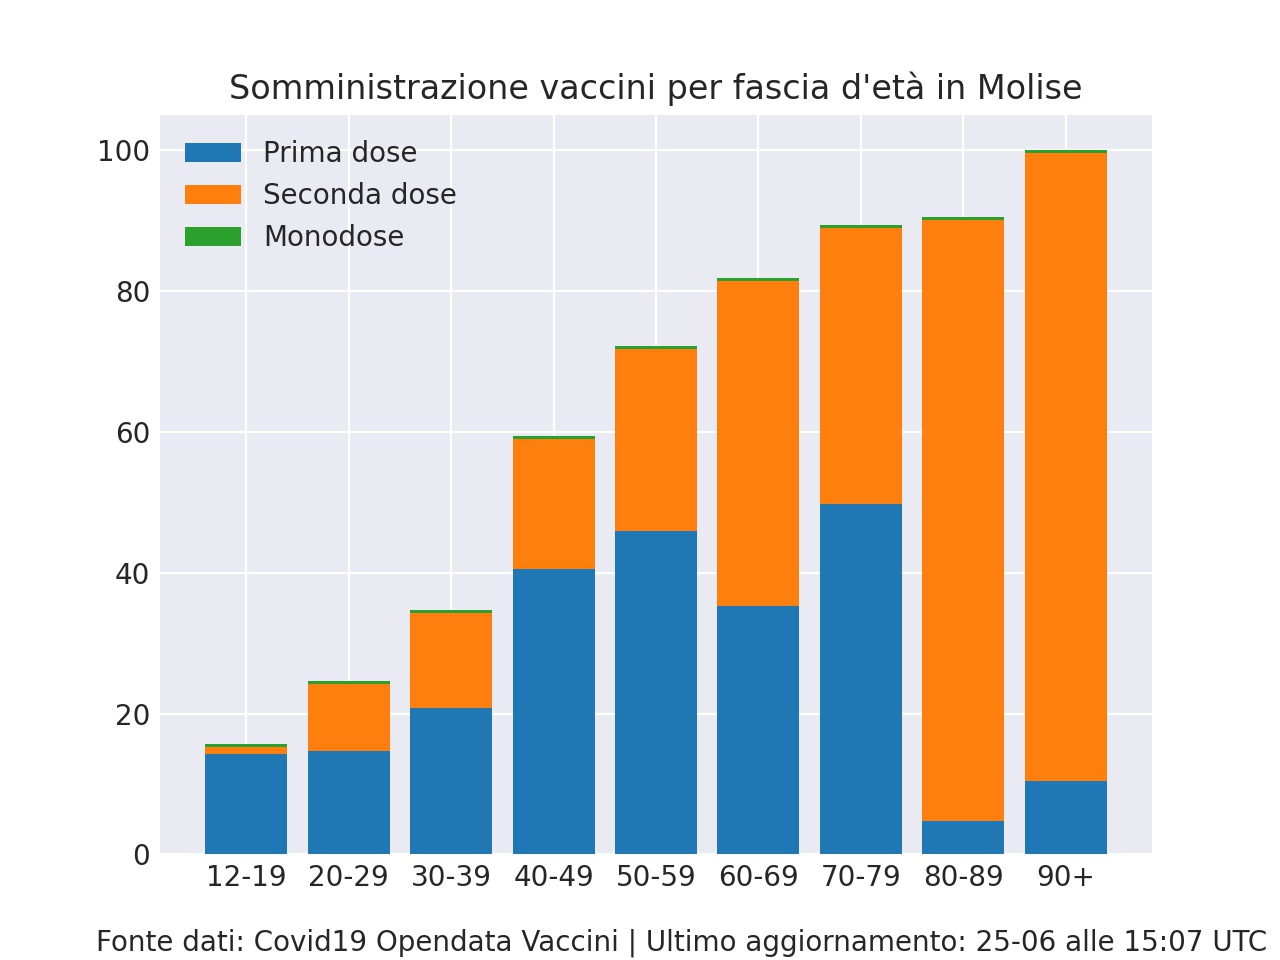 Somministrazione vaccini per fascia d'età in Molise
100
80
60
40
20
0
Prima dose
Seconda dose
Monodose
12-19 20-29 30-39 40-49 50-59 60-69 70-79 80-89 90+
Fonte dati: Covid19 Opendata Vaccini | Ultimo aggiornamento: 25-06 alle 15:07 UTC